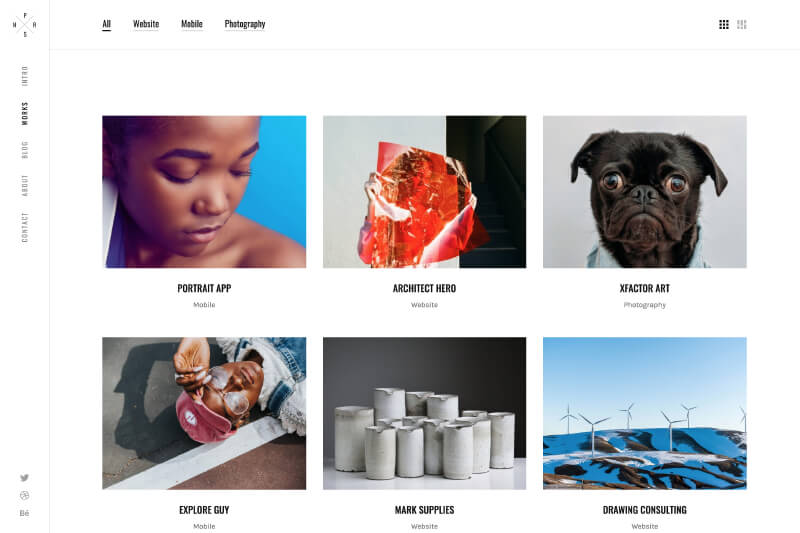 P
N R
S
INTRO
WORKS
BLOG
ABOUT
CONTACT
Bē
All Website Mobile Photography
PORTRAIT APP
Mobile
ARCHITECT HERO
Website
XFACTOR ART
Photography
EXPLORE GUY
Mobile
MARK SUPPLIES
Website
DRAWING CONSULTING
Website